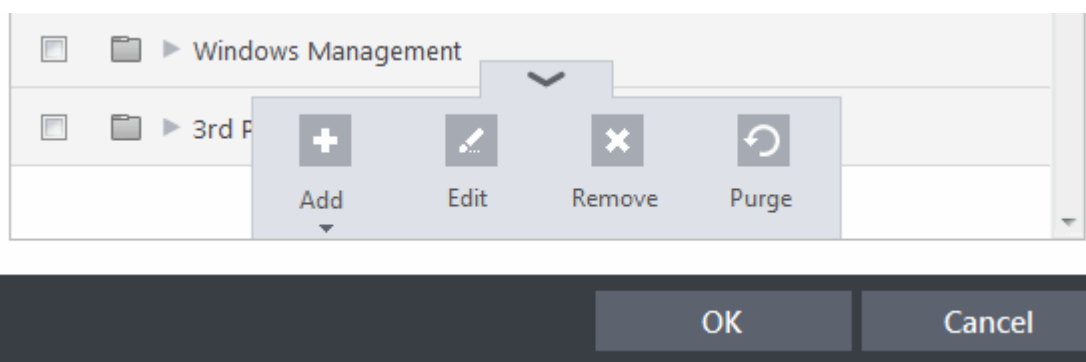 Windows Management
3rd P
Add
Edit
Remove
Purge
OK
Cancel